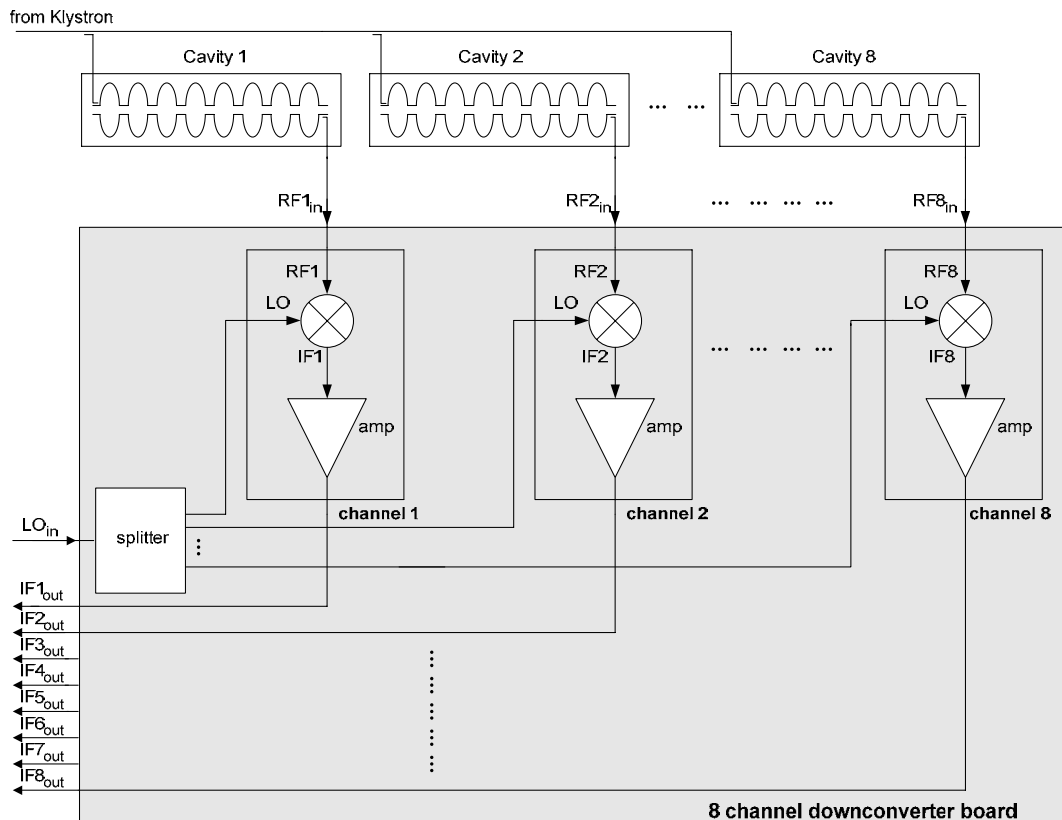 from Klystron
Cavity 1
Cavity 2
Cavity 8
... ...
RF1in
RF2in
... ... ... ...
RF8in
RF1
RF2
RF8
LO
LO
LO
IF1
IF2
... ... ... ...
IF8
amp
amp
amp
channel 1
channel 2
channel 8
LOin
splitter
...
IF1out
IF2out
IF3out
IF4out
IF5out
IF6out
IF7out
IF8out
8 channel downconverter board